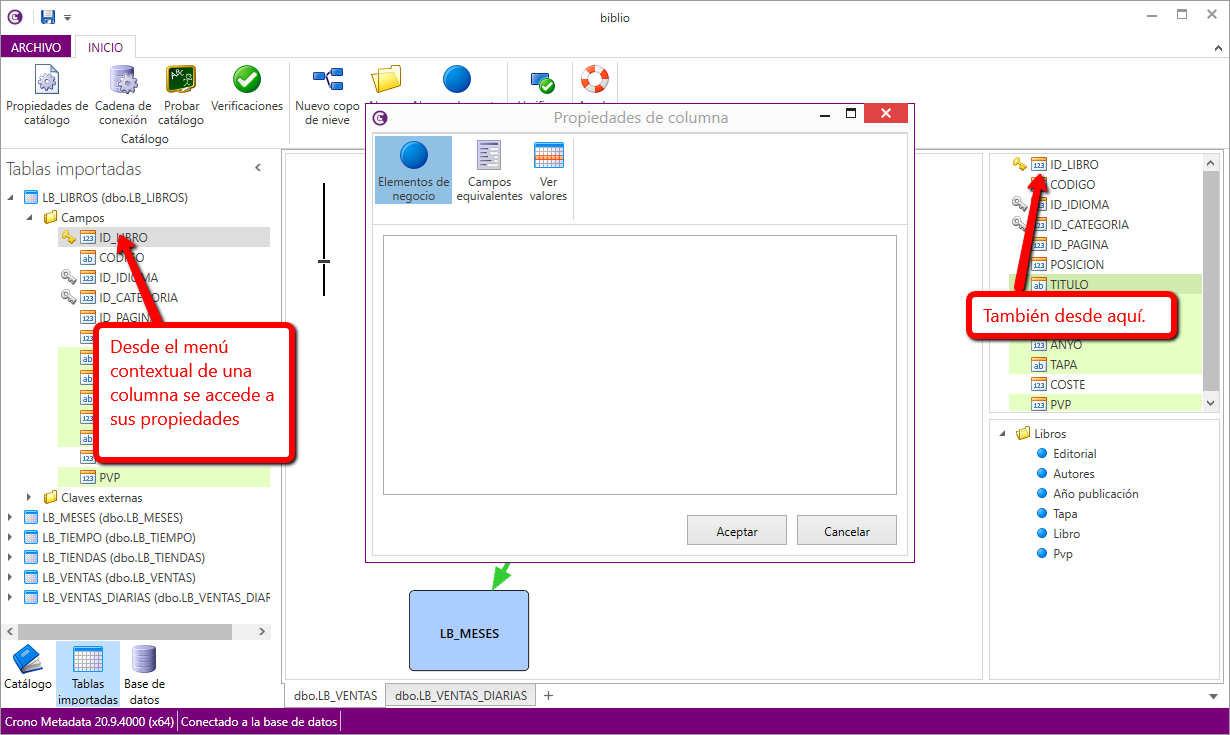 biblio
ARCHIVO
INICIO
Propiedades de catálogo
Cadena de conexión
Probar catálogo
Verificaciones
Nuevo copo de nieve
Catálogo
Tablas importadas
LB_LIBROS (dbo.LB_LIBROS)
Campos
ID_LIBRO
CODIGO
ID_IDIOMA
ID_CATEGORIA
ID_PAGINA
PVP
Claves externas
LB_MESES (dbo.LB_MESES)
LB_TIEMPO (dbo.LB_TIEMPO)
LB_TIENDAS (dbo.LB_TIENDAS)
LB_VENTAS (dbo.LB_VENTAS)
LB_VENTAS_DIARIAS (dbo.LB_VENTAS_DIAR
Desde el menú
contextual de una
columna se accede a
sus propiedades
Catálogo
Tablas importadas
Base de datos
Propiedades de columna
Elementos de negocio
Campos equivalentes
Ver valores
Aceptar
Cancelar
LB_MESES
dbo.LB_VENTAS
dbo.LB_VENTAS_DIARIAS
ID_LIBRO
CODIGO
ID_IDIOMA
ID_CATEGORIA
ID_PAGINA
POSICION
TITULO
También desde aquí.
ANYO
TAPA
COSTE
PVP
Libros
Editorial
Autores
Año publicación
Tapa
Libro
Pvp
Crono Metadata 20.9.4000 (x64)
Conectado a la base de datos